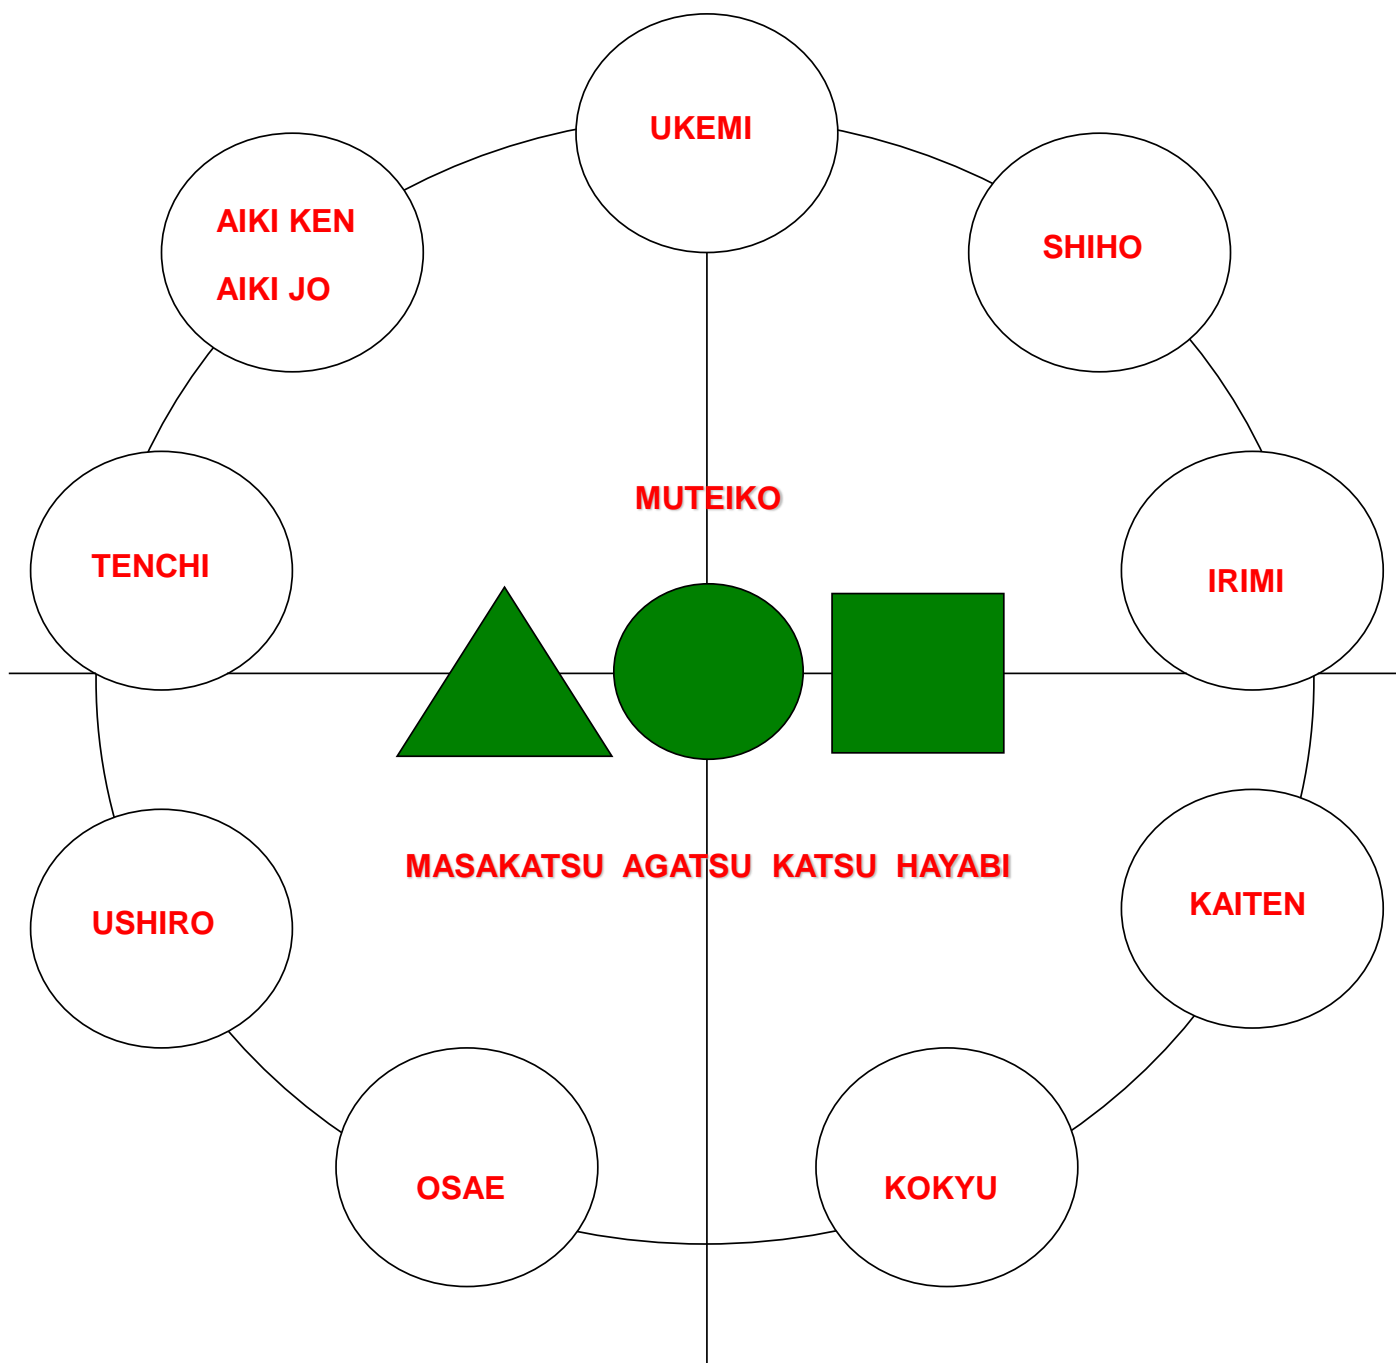 UKEMI
AIKI KEN
AIKI JO
SHIHO
MUTEIKO
TENCHI
IRIMI
MASAKATSU AGATSU KATSU HAYABI
USHIRO
KAITEN
OSAE
KOKYU